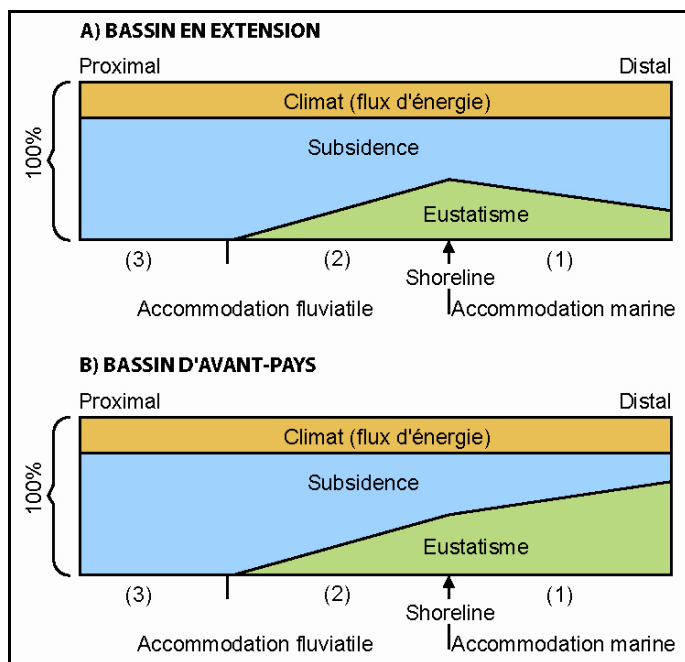 A) BASSIN EN EXTENSION
Proximal Distal
100%
Climat (flux d'énergie)
Subsidence
Eustatisme
(3) (2) (1)
Shoreline
Accommodation fluviatile Accommodation marine
B) BASSIN D'AVANT-PAYS
Proximal Distal
100%
Climat (flux d'énergie)
Subsidence
Eustatisme
(3) (2) (1)
Shoreline
Accommodation fluviatile Accommodation marine